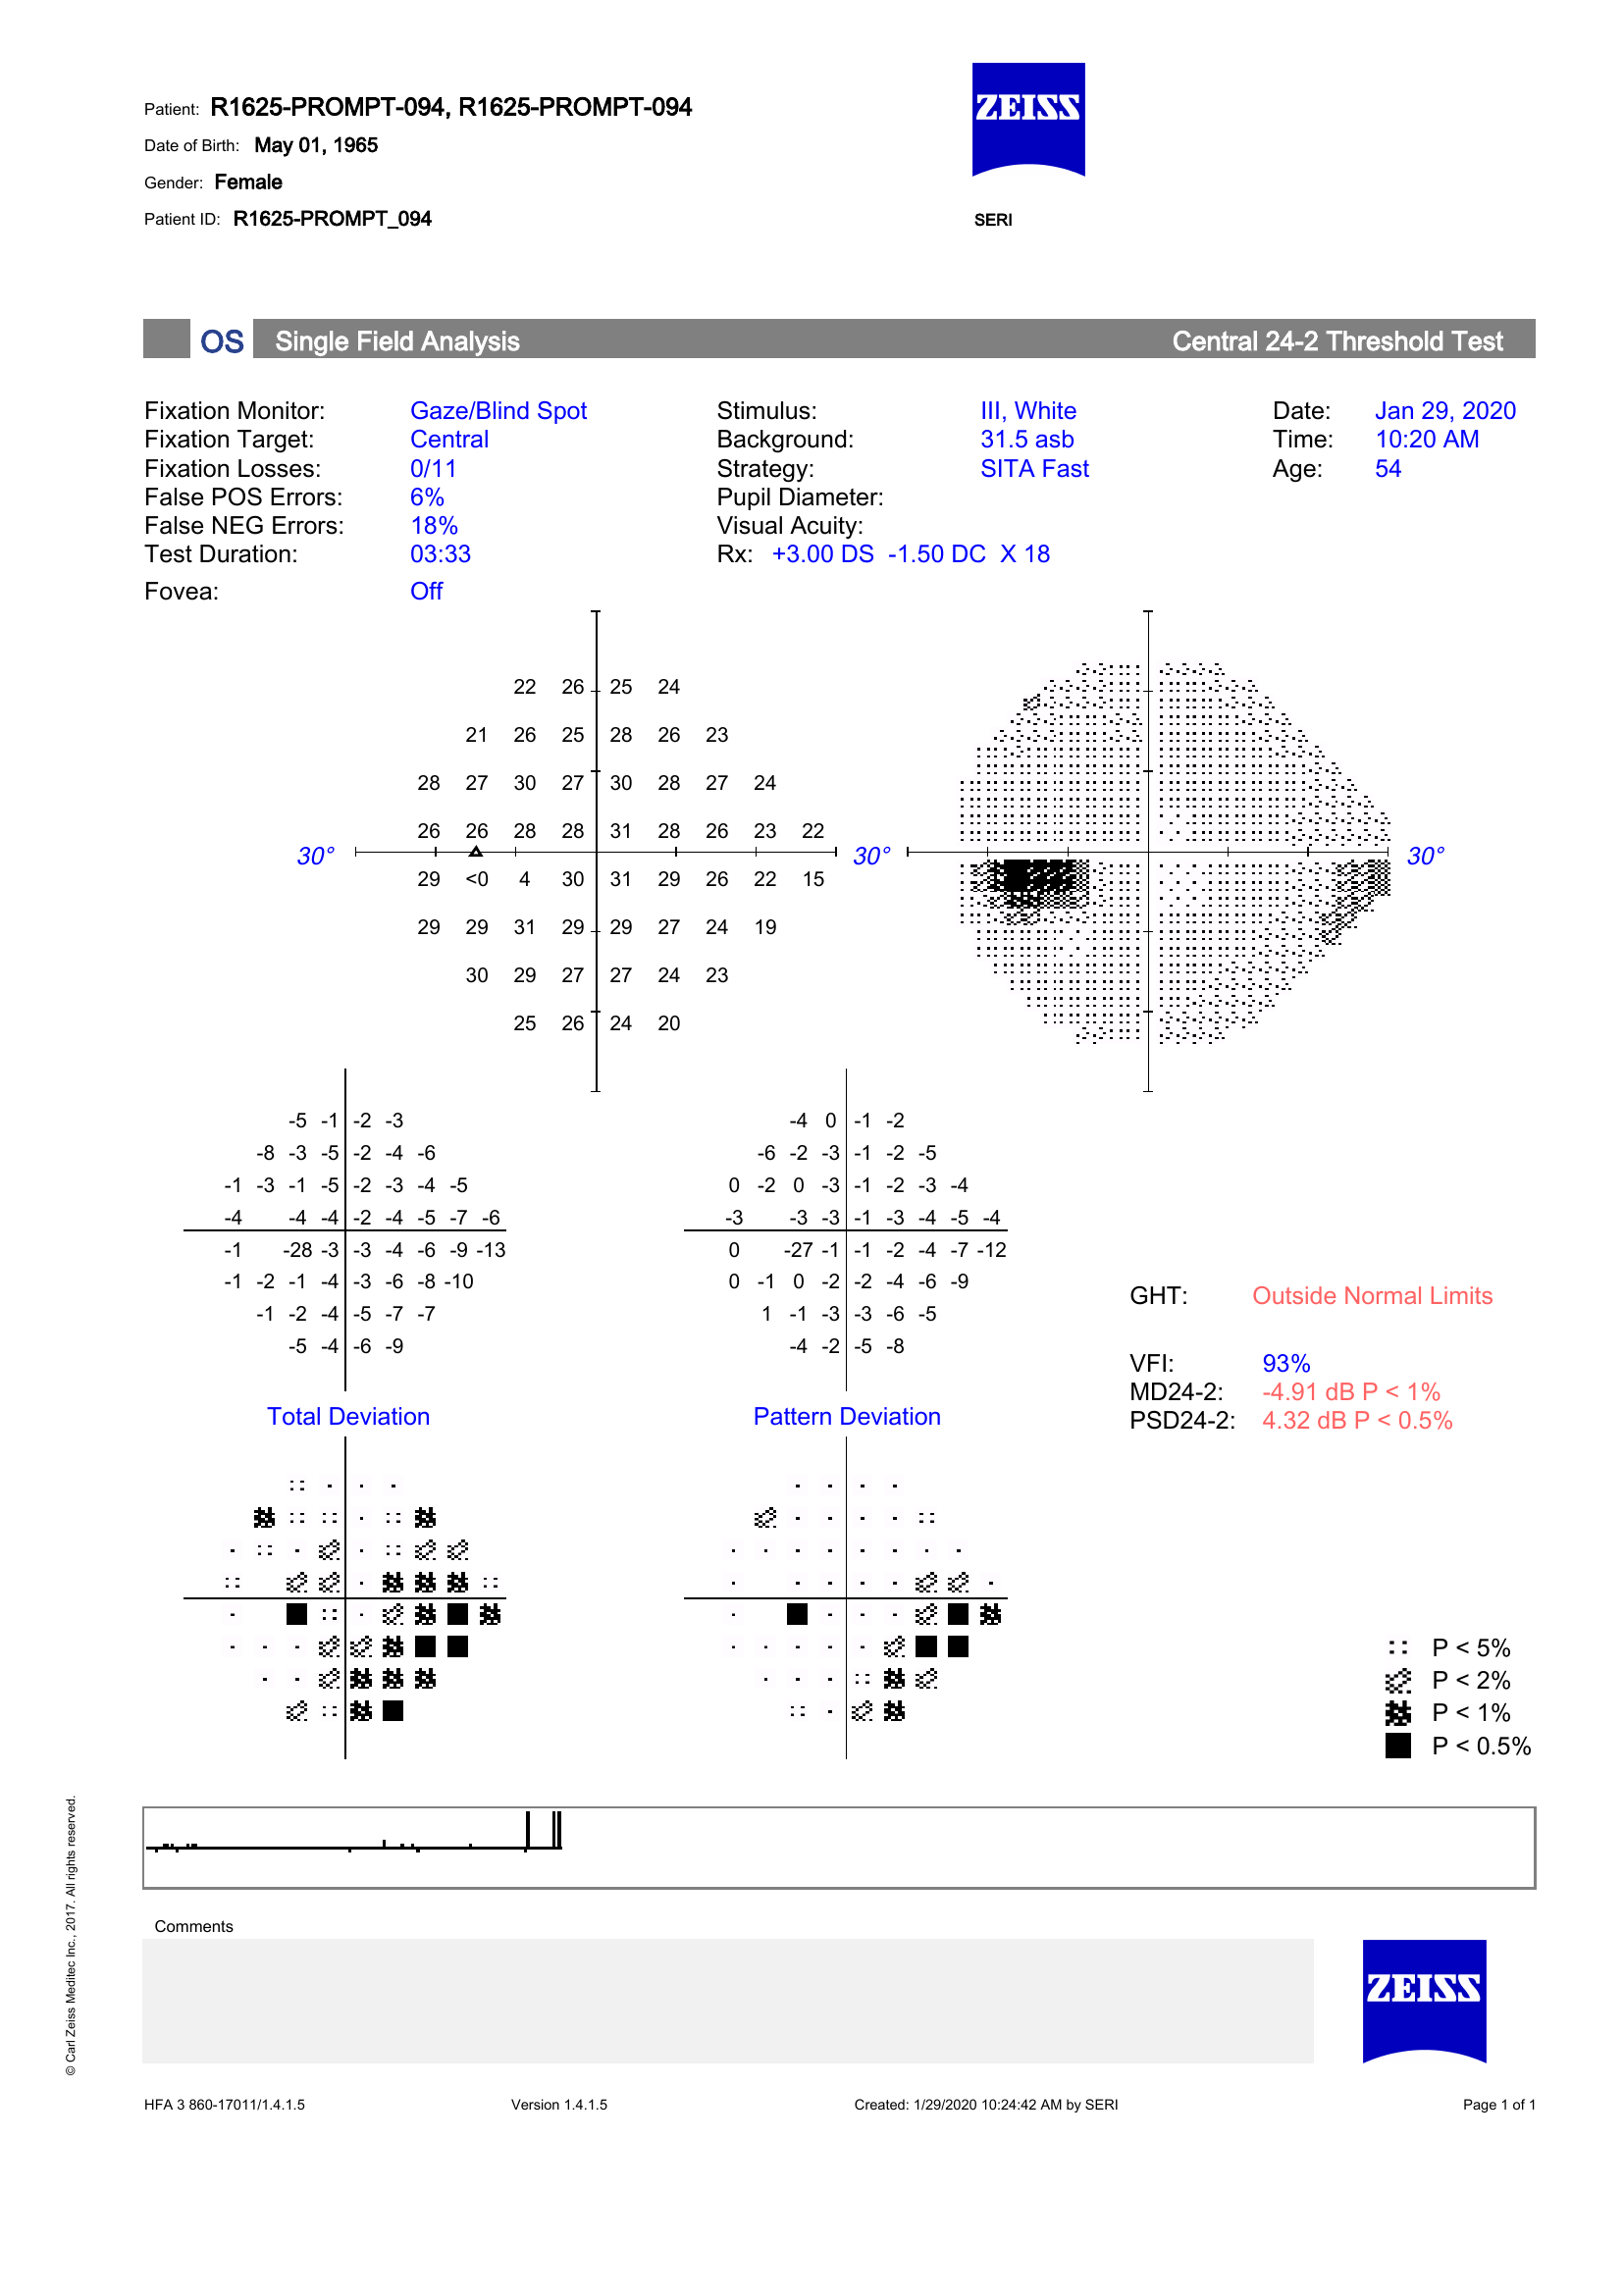 Patient: R1625-PROMPT-094, R1625-PROMPT-094
Date of Birth: May 01, 1965
Gender: Female
Patient ID: R1625-PROMPT_094
ZEISS
SERI
OS Single Field Analysis Central 24-2 Threshold Test
Fixation Monitor: Gaze/Blind Spot Stimulus: III, White Date: Jan 29, 2020
Fixation Target: Central Background: 31.5 asb Time: 10:20 AM
Fixation Losses: 0/11 Strategy: SITA Fast Age: 54
False POS Errors: 6% Pupil Diameter:
False NEG Errors: 18% Visual Acuity:
Test Duration: 03:33 Rx: +3.00 DS -1.50 DC X 18
Fovea: Off
22 26 25 24
21 26 25 28 26 23
28 27 30 27 30 28 27 24
26 26 28 28 31 28 26 23 22
30° 30° 30°
29 <0 4 30 31 29 26 22 15
29 29 31 29 29 27 24 19
30 29 27 27 24 23
25 26 24 20
-5 -1 -2 -3 -4 0 -1 -2
-8 -3 -5 -2 -4 -6 -6 -2 -3 -1 -2 -5
-1 -3 -1 -5 -2 -3 -4 -5 0 -2 0 -3 -1 -2 -3 -4
-4 -4 -4 -2 -4 -5 -7 -6 -3 -3 -3 -1 -3 -4 -5 -4
-1 -28 -3 -3 -4 -6 -9 -13 0 -27 -1 -1 -2 -4 -7 -12
-1 -2 -1 -4 -3 -6 -8 -10 0 -1 0 -2 -2 -4 -6 -9
-1 -2 -4 -5 -7 -7 1 -1 -3 -3 -6 -5
-5 -4 -6 -9 -4 -2 -5 -8
GHT: Outside Normal Limits
VFI: 93%
MD24-2: -4.91 dB P < 1%
PSD24-2: 4.32 dB P < 0.5%
Total Deviation Pattern Deviation
P < 5%
P < 2%
P < 1%
P < 0.5%
© Carl Zeiss Meditec Inc., 2017. All rights reserved.
Comments
ZEISS
HFA 3 860-17011/1.4.1.5 Version 1.4.1.5 Created: 1/29/2020 10:24:42 AM by SERI Page 1 of 1